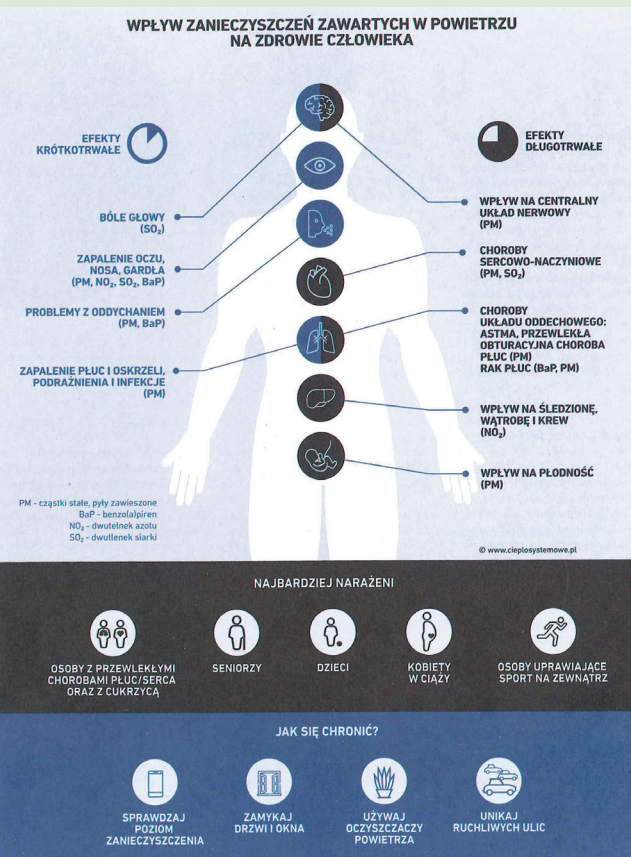 WPŁYW ZANIECZYSZCZEŃ ZAWARTYCH W POWIETRZU
NA ZDROWIE CZŁOWIEKA
EFEKTY
KRÓTKOTRWAŁE
BÓLE GŁOWY
(SO₂)
ZAPALENIE OCZU,
NOSA, GARDŁA
(PM, NO₂, SO₂, BaP)
PROBLEMY Z ODDYCHANIEM
(PM, BaP)
ZAPALENIE PŁUC I OSKRZELI,
PODRAŻNIENIA I INFEKCJE
(PM)
EFEKTY
DŁUGOTRWAŁE
WPŁYW NA CENTRALNY
UKŁAD NERWOWY
(PM)
CHOROBY
SERCOWO-NACZYNIOWE
(PM, SO₂)
CHOROBY
UKŁADU ODDECHOWEGO:
ASTMA, PRZEWLEKŁA
OBTURACYJNA CHOROBA
PŁUC (PM)
RAK PŁUC (BaP, PM)
WPŁYW NA ŚLEDZIONĘ,
WĄTROBĘ I KREW
(NO₂)
WPŁYW NA PŁODNOŚĆ
(PM)
PM - cząstki stałe, pyły zawieszone
BaP - benzo(a)piren
NO₂ - dwutelnek azotu
SO₂ - dwutlenek siarki
© www.cieplosystemowe.pl
NAJBARDZIEJ NARAŻENI
OSOBY Z PRZEWLEKŁYMI
CHOROBAMI PŁUC/SERCA
ORAZ Z CUKRZYCĄ
SENIORZY
DZIECI
KOBIETY
W CIĄŻY
OSOBY UPRAWIAJĄCE
SPORT NA ZEWNĄTRZ
JAK SIĘ CHRONIĆ?
SPRAWDZAJ
POZIOM
ZANIECZYSZCZENIA
ZAMYKAJ
DRZWI I OKNA
UŻYWAJ
OCZYSZCZACZY
POWIETRZA
UNIKAJ
RUCHLIWYCH ULIC